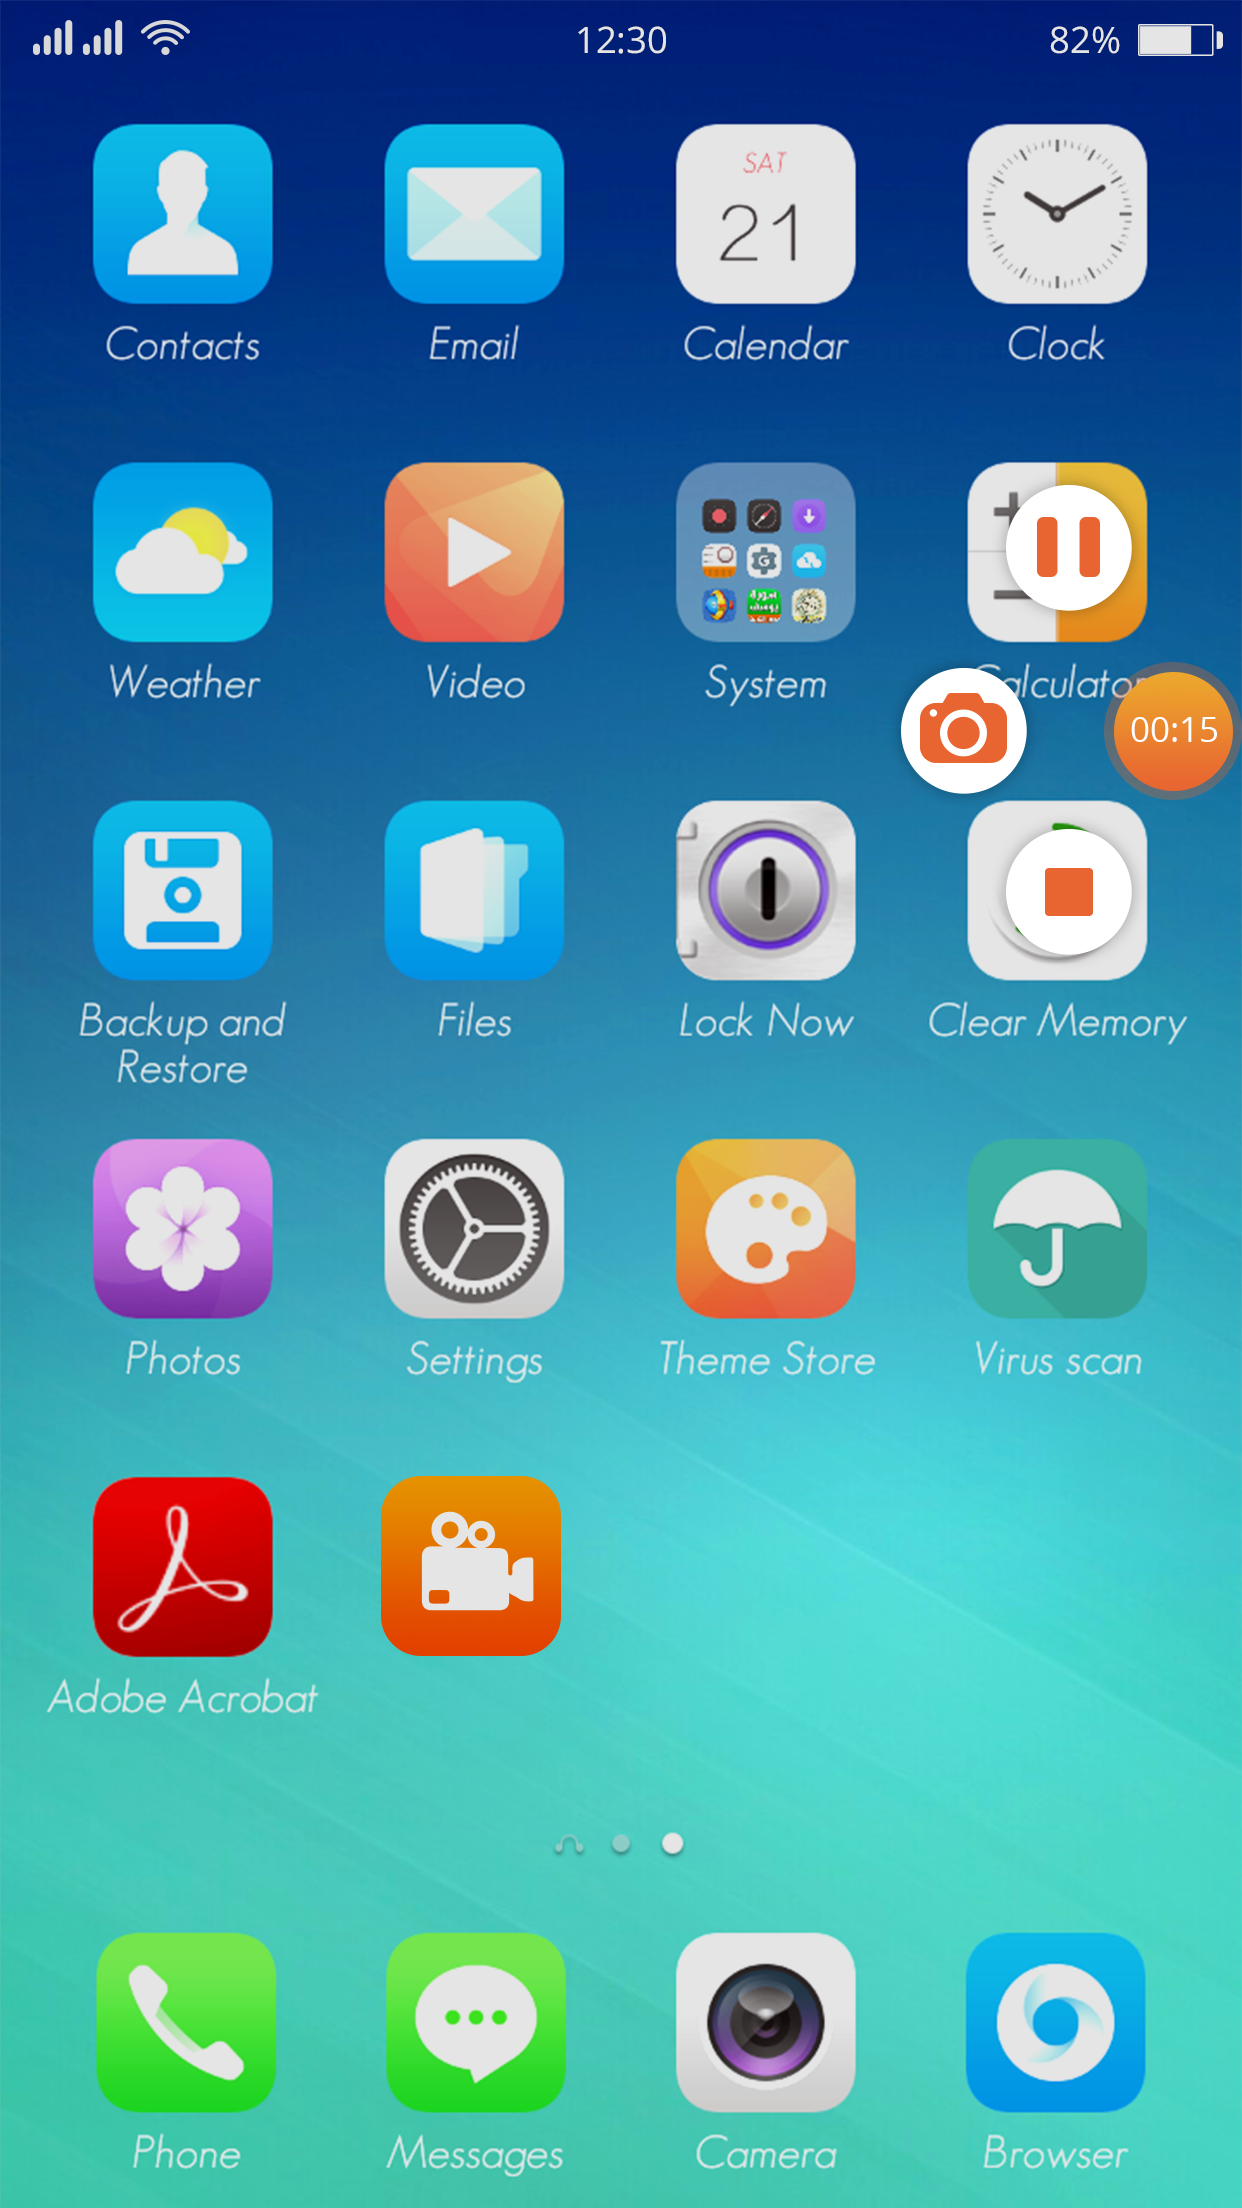 12:30
82%
SAT
21
Contacts
Email
Calendar
Clock
Weather
Video
System
Calculator
00:15
Backup and
Restore
Files
Lock Now
Clear Memory
Photos
Settings
Theme Store
Virus scan
Adobe Acrobat
Phone
Messages
Camera
Browser